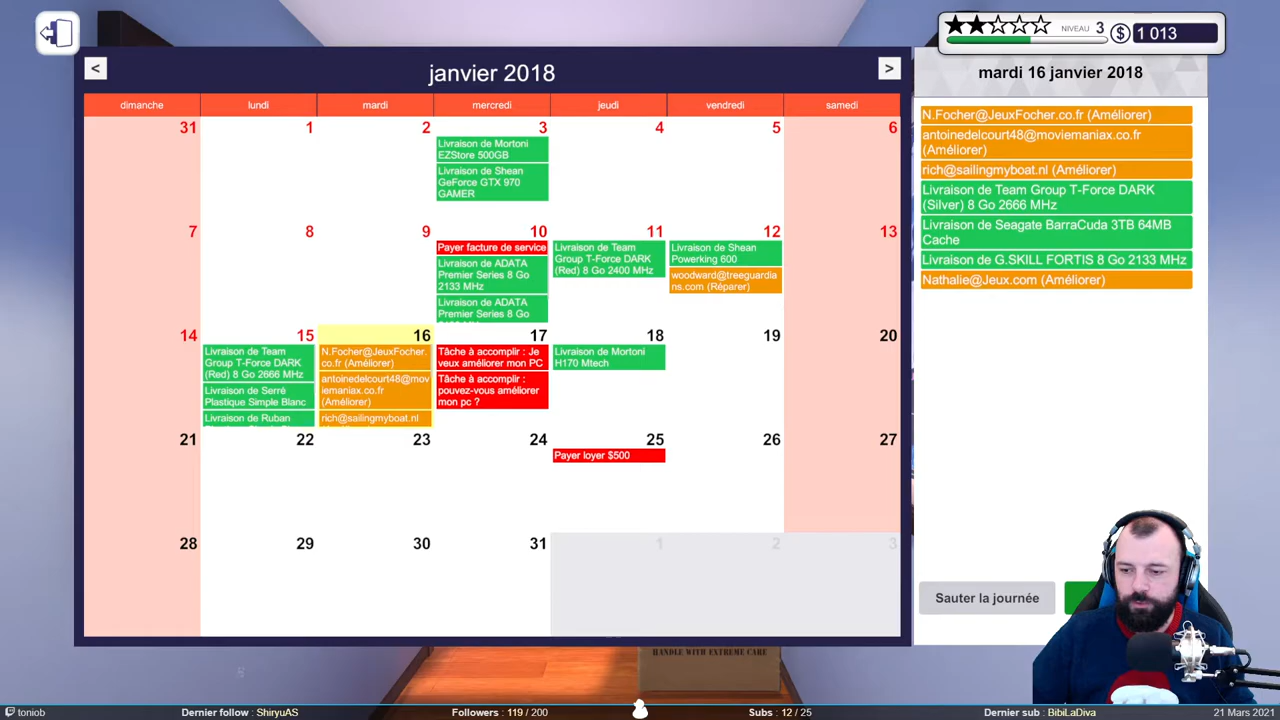 NIVEAU 3
$ 1 013
<
janvier 2018
>
mardi 16 janvier 2018
dimanche
lundi
mardi
mercredi
jeudi
vendredi
samedi
31
1
2
3
4
5
6
Livraison de Mortoni
EZStore 500GB
Livraison de Shean
GeForce GTX 970
GAMER
7
8
9
10
11
12
13
Payer facture de service
Livraison de ADATA
Premier Series 8 Go
2133 MHz
Livraison de ADATA
Premier Series 8 Go
Livraison de Team
Group T-Force DARK
(Red) 8 Go 2400 MHz
Livraison de Shean
Powerking 600
woodward@treeguardia
ns.com (Réparer)
14
15
16
17
18
19
20
Livraison de Team
Group T-Force DARK
(Red) 8 Go 2666 MHz
Livraison de Serré
Plastique Simple Blanc
Livraison de Ruban
N.Focher@JeuxFocher.
co.fr (Améliorer)
antoinedelcourt48@mov
iemaniax.co.fr
(Améliorer)
rich@sailingmyboat.nl
Tâche à accomplir : Je
veux améliorer mon PC
Tâche à accomplir :
pouvez-vous améliorer
mon pc ?
Livraison de Mortoni
H170 Mtech
21
22
23
24
25
26
27
Payer loyer $500
28
29
30
31
1
2
3
N.Focher@JeuxFocher.co.fr (Améliorer)
antoinedelcourt48@moviemaniax.co.fr
(Améliorer)
rich@sailingmyboat.nl (Améliorer)
Livraison de Team Group T-Force DARK
(Silver) 8 Go 2666 MHz
Livraison de Seagate BarraCuda 3TB 64MB
Cache
Livraison de G.SKILL FORTIS 8 Go 2133 MHz
Nathalie@Jeux.com (Améliorer)
Sauter la journée
HANDLE WITH EXTREME CARE
toniob
Dernier follow : ShiryuAS
Followers : 119 / 200
Subs : 12 / 25
Dernier sub : BibiLaDiva
21 Mars 2021